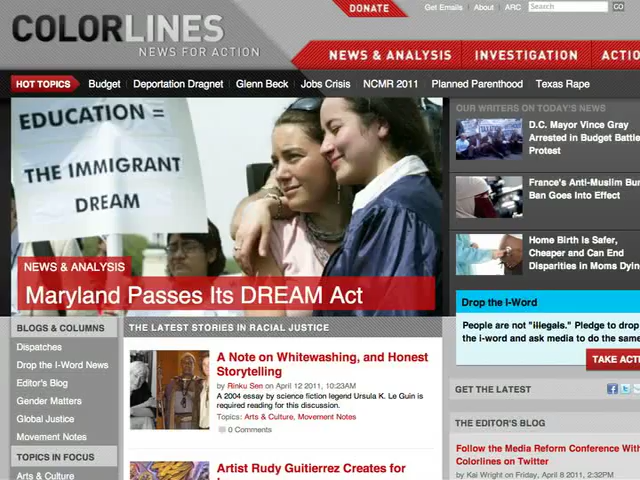 DONATE
Get Emails
About
ARC
Search
GO
COLORLINES
NEWS FOR ACTION
NEWS & ANALYSIS
INVESTIGATION
ACTIO
HOT TOPICS
Budget
Deportation Dragnet
Glenn Beck
Jobs Crisis
NCMR 2011
Planned Parenthood
Texas Rape
EDUCATION =
THE IMMIGRANT
DREAM
NEWS & ANALYSIS
Maryland Passes Its DREAM Act
OUR WRITERS ON TODAY'S NEWS
D.C. Mayor Vince Gray
Arrested in Budget Battle
Protest
France's Anti-Muslim Bur
Ban Goes Into Effect
Home Birth Is Safer,
Cheaper and Can End
Disparities in Moms Dying
Drop the I-Word
People are not "illegals." Pledge to drop
the i-word and ask media to do the same
TAKE ACT
GET THE LATEST
THE EDITOR'S BLOG
Follow the Media Reform Conference With
Colorlines on Twitter
by Kai Wright on Friday, April 8 2011, 2:32PM
BLOGS & COLUMNS
Dispatches
Drop the I-Word News
Editor's Blog
Gender Matters
Global Justice
Movement Notes
TOPICS IN FOCUS
Arts & Culture
THE LATEST STORIES IN RACIAL JUSTICE
A Note on Whitewashing, and Honest
Storytelling
by Rinku Sen on April 12 2011, 10:23AM
A 2004 essay by science fiction legend Ursula K. Le Guin is
required reading for this discussion.
Topics: Arts & Culture, Movement Notes
0 Comments
Artist Rudy Guitierrez Creates for